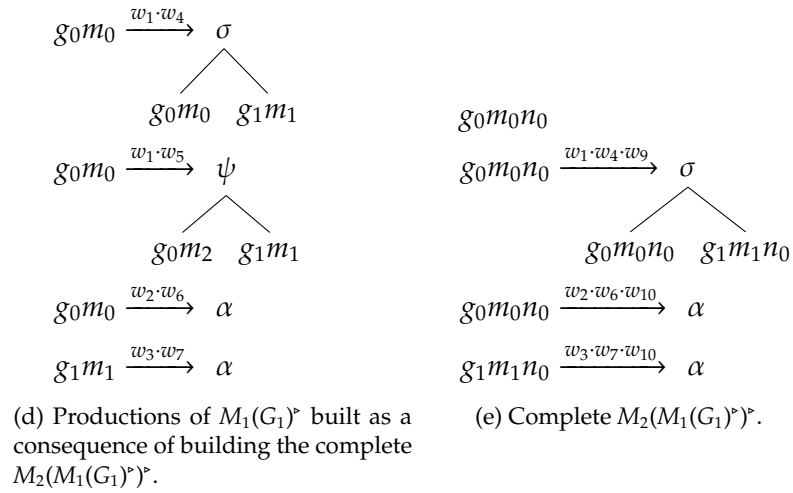 g₀m₀ —w₁·w₄→ σ
g₀m₀ g₁m₁
g₀m₀ —w₁·w₅→ ψ
g₀m₂ g₁m₁
g₀m₀ —w₂·w₆→ α
g₁m₁ —w₃·w₇→ α
(d) Productions of M₁(G₁)▹ built as a
consequence of building the complete
M₂(M₁(G₁)▹)▹.
g₀m₀n₀
g₀m₀n₀ —w₁·w₄·w₉→ σ
g₀m₀n₀ g₁m₁n₀
g₀m₀n₀ —w₂·w₆·w₁₀→ α
g₁m₁n₀ —w₃·w₇·w₁₀→ α
(e) Complete M₂(M₁(G₁)▹)▹.